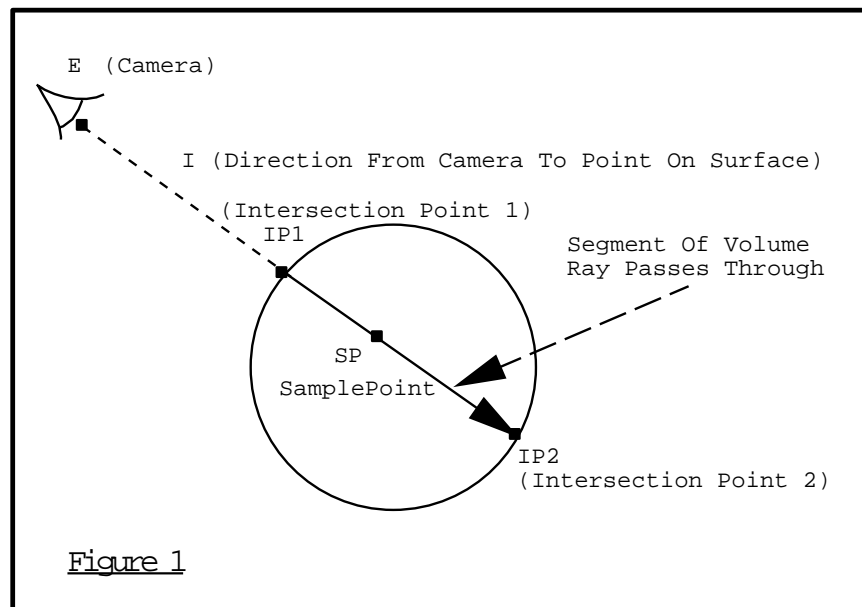 E (Camera)
I (Direction From Camera To Point On Surface)
(Intersection Point 1)
IP1
Segment Of Volume
Ray Passes Through
SP
SamplePoint
IP2
(Intersection Point 2)
Figure 1